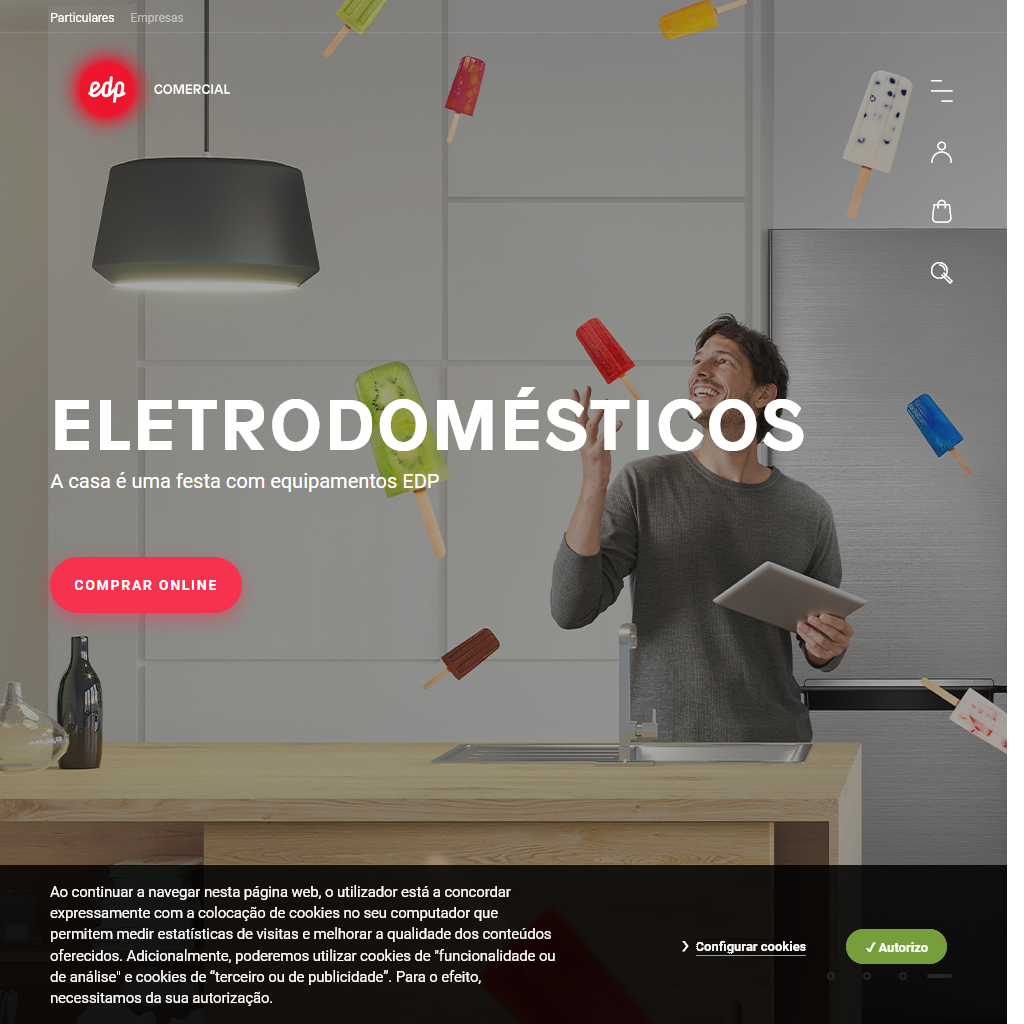 Particulares Empresas
edp COMERCIAL
ELETRODOMÉSTICOS
A casa é uma festa com equipamentos EDP
COMPRAR ONLINE
Ao continuar a navegar nesta página web, o utilizador está a concordar
expressamente com a colocação de cookies no seu computador que
permitem medir estatísticas de visitas e melhorar a qualidade dos conteúdos
oferecidos. Adicionalmente, poderemos utilizar cookies de "funcionalidade ou
de análise" e cookies de “terceiro ou de publicidade”. Para o efeito,
necessitamos da sua autorização.
Configurar cookies
✓ Autorizo